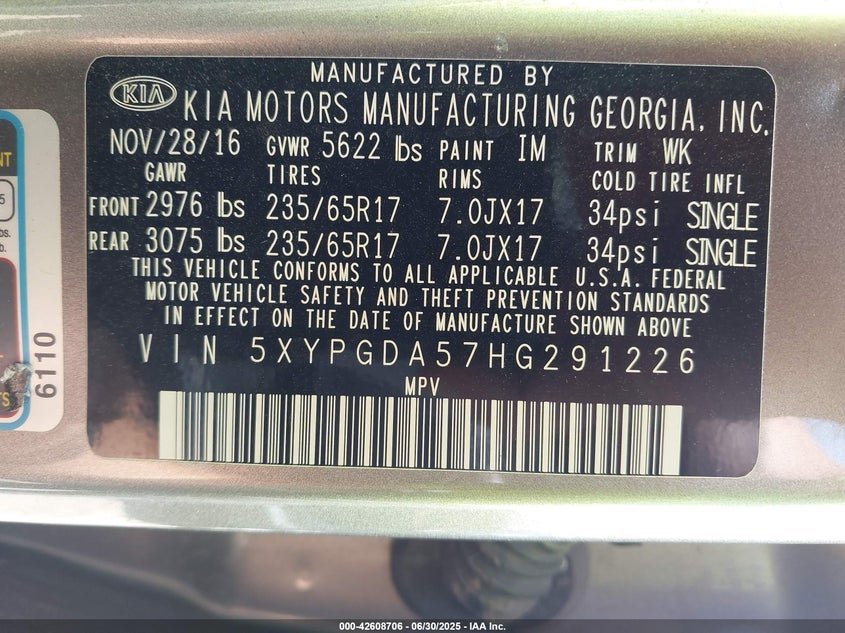 MANUFACTURED BY
KIA KIA MOTORS MANUFACTURING GEORGIA, INC.
NOV/28/16 GVWR 5622 lbs PAINT IM TRIM WK
GAWR TIRES RIMS COLD TIRE INFL
FRONT 2976 lbs 235/65R17 7.0JX17 34psi SINGLE
REAR 3075 lbs 235/65R17 7.0JX17 34psi SINGLE
THIS VEHICLE CONFORMS TO ALL APPLICABLE U.S.A. FEDERAL
MOTOR VEHICLE SAFETY AND THEFT PREVENTION STANDARDS
IN EFFECT ON THE DATE OF MANUFACTURE SHOWN ABOVE
VIN 5XYPGDA57HG291226
MPV
NT
5
bs.
b.
TS
6110
000-42608706 - 06/30/2025 - IAA Inc.